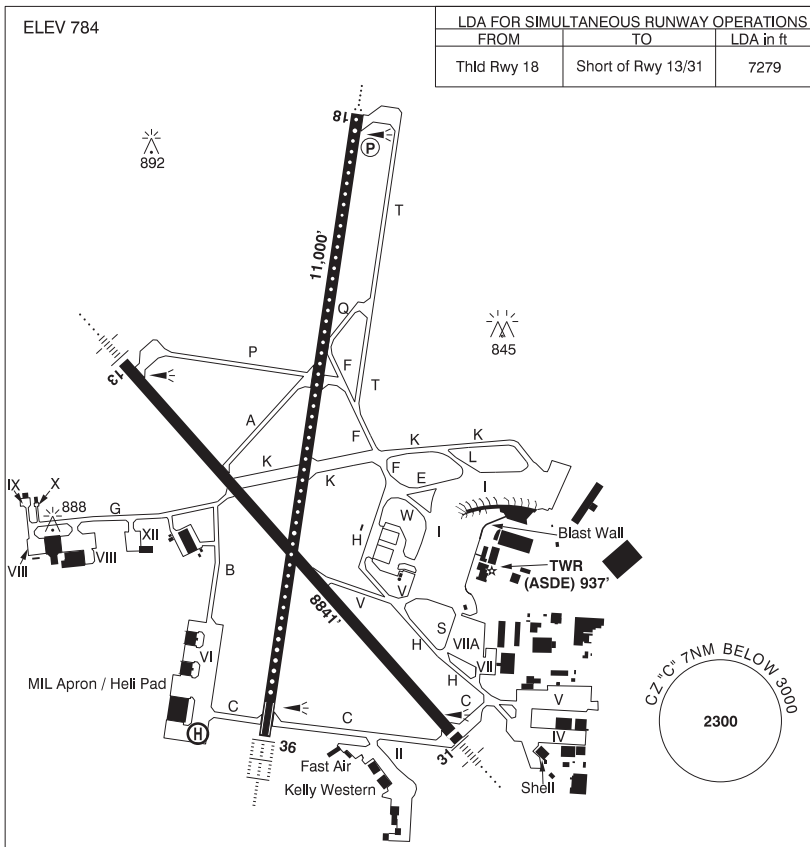 ELEV 784
LDA FOR SIMULTANEOUS RUNWAY OPERATIONS
FROM TO LDA in ft
Thld Rwy 18 Short of Rwy 13/31 7279
18
P
892
T
11,000'
Q
845
P
F
13
T
A
F
K
K
K
K
L
F
E
I
IX
X
888
G
W
I
H
Blast Wall
XII
VIII
VIII
TWR
(ASDE) 937'
B
V
V
8841'
S
VIIA
H
VII
VI
H
MIL Apron / Heli Pad
V
C
C
C
H
36
II
31
IV
Fast Air
Kelly Western
Shell
CZ "C" 7NM BELOW 3000
2300